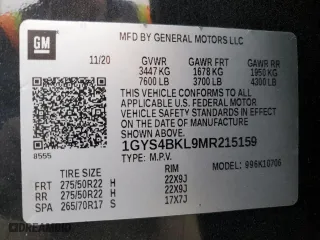 GM
MFD BY GENERAL MOTORS LLC
11/20 GVWR GAWR FRT GAWR RR
3447 KG 1678 KG 1950 KG
7600 LB 3700 LB 4300 LB
THIS VEHICLE CONFORMS TO ALL
APPLICABLE U.S. FEDERAL MOTOR
VEHICLE SAFETY AND THEFT PREVENTION
STANDARDS IN EFFECT ON THE DATE OF
MANUFACTURE SHOWN ABOVE.
1GYS4BKL9MR215159
8555 TYPE: M.P.V. MODEL:
TIRE SIZE RIM
FRT 275/50R22 H 22X9J
RR 275/50R22 H 22X9J
SPA 265/70R17 S 17X7J